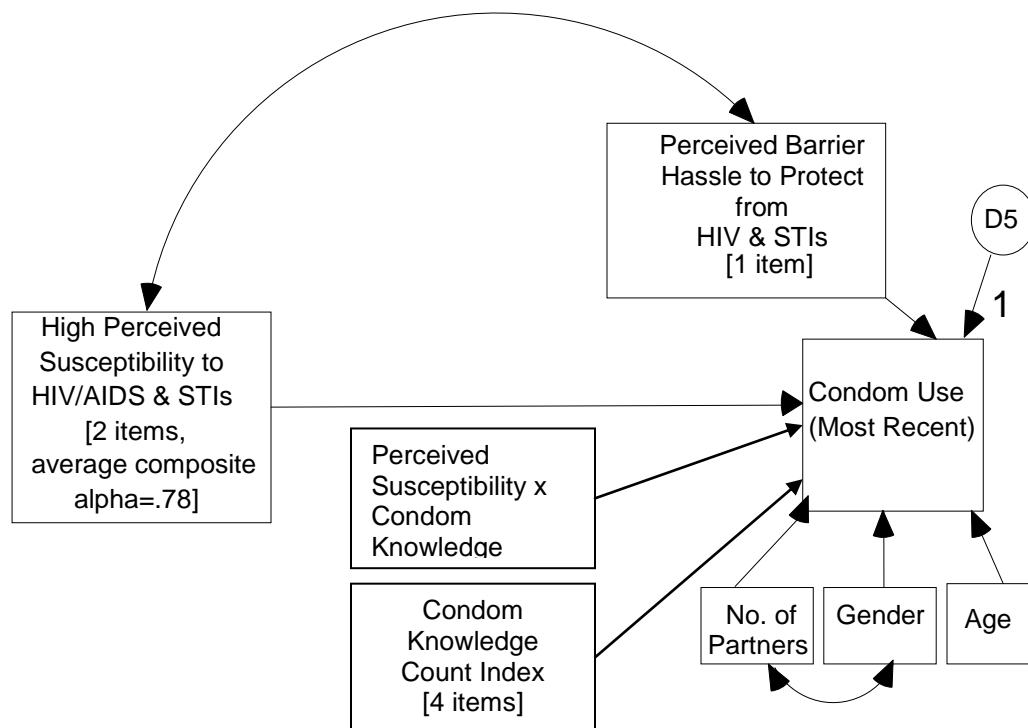 Perceived Barrier
Hassle to Protect
from
HIV & STIs
[1 item]
D5
1
High Perceived
Susceptibility to
HIV/AIDS & STIs
[2 items,
average composite
alpha=.78]
Condom Use
(Most Recent)
Perceived
Susceptibility x
Condom
Knowledge
Condom
Knowledge
Count Index
[4 items]
No. of
Partners
Gender
Age